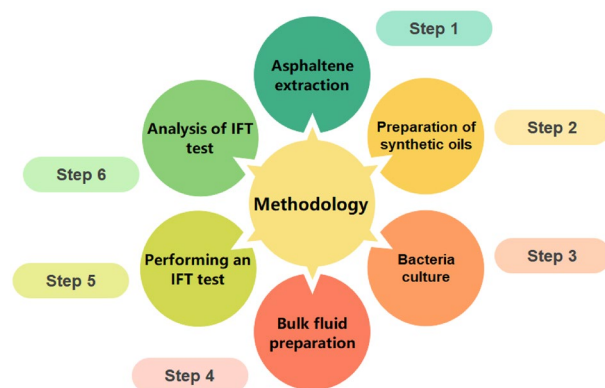 Step 1
Asphaltene
extraction
Step 2
Preparation of
synthetic oils
Step 3
Bacteria
culture
Step 4
Bulk fluid
preparation
Step 5
Performing an
IFT test
Step 6
Analysis of IFT
test
Methodology